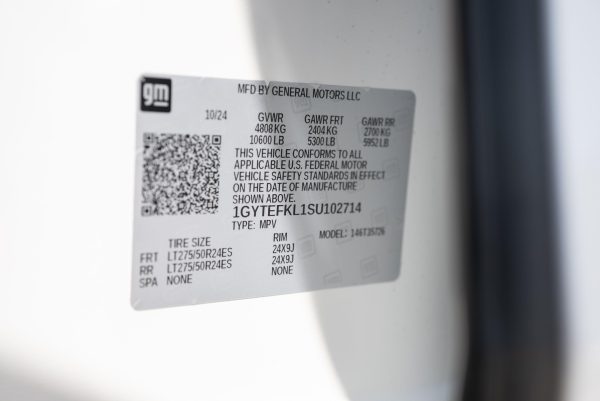 gm
MFD BY GENERAL MOTORS LLC
10/24 GVWR GAWR FRT GAWR RR
4808 KG 2404 KG 2700 KG
10600 LB 5300 LB 5952 LB
THIS VEHICLE CONFORMS TO ALL
APPLICABLE U.S. FEDERAL MOTOR
VEHICLE SAFETY STANDARDS IN EFFECT
ON THE DATE OF MANUFACTURE
SHOWN ABOVE.
1GYTEFKL1SU102714
TYPE: MPV MODEL: 146T35726
TIRE SIZE RIM
FRT LT275/50R24ES 24X9J
RR LT275/50R24ES 24X9J
SPA NONE NONE